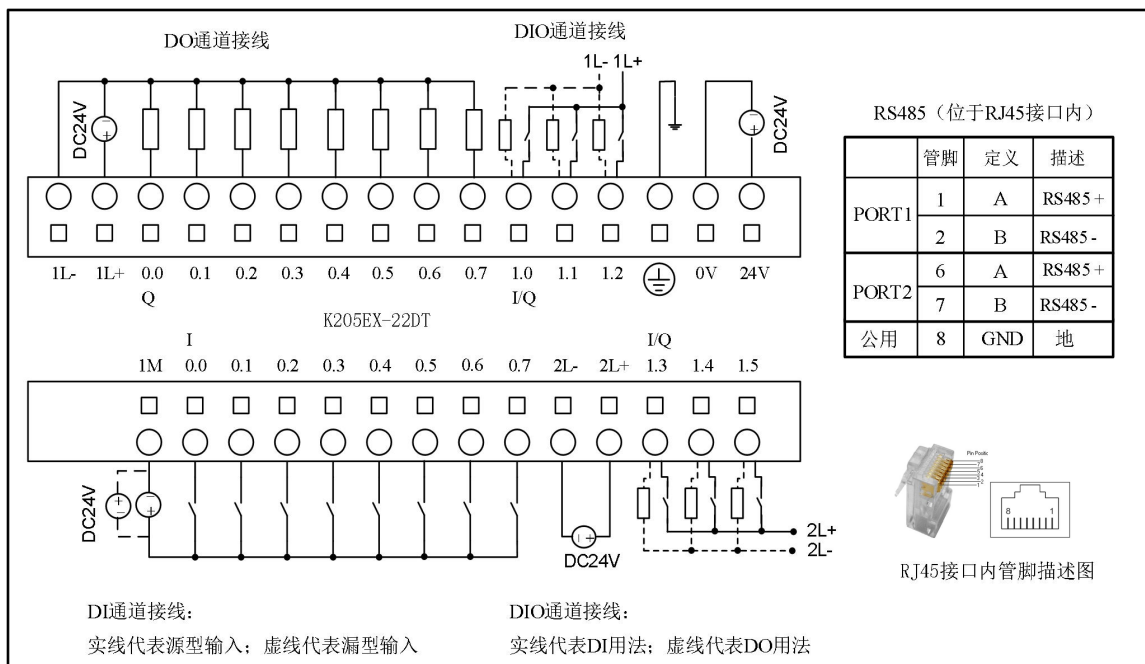 DO通道接线
DIO通道接线
1L- 1L+
DC24V
DC24V
1L- 1L+ 0.0 0.1 0.2 0.3 0.4 0.5 0.6 0.7 1.0 1.1 1.2 0V 24V
Q I/Q
K205EX-22DT
I I/Q
1M 0.0 0.1 0.2 0.3 0.4 0.5 0.6 0.7 2L- 2L+ 1.3 1.4 1.5
DC24V
DC24V
2L+
2L-
DI通道接线：
实线代表源型输入；虚线代表漏型输入
DIO通道接线：
实线代表DI用法；虚线代表DO用法
RS485（位于RJ45接口内）
管脚 定义 描述
PORT1 1 A RS485+
2 B RS485-
PORT2 6 A RS485+
7 B RS485-
公用 8 GND 地
8 1
RJ45接口内管脚描述图